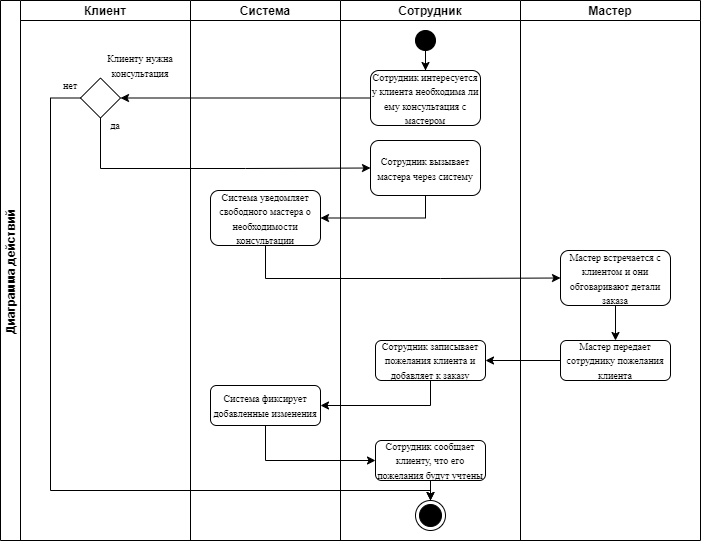 Клиент
Система
Сотрудник
Мастер
Диаграмма действий
Клиенту нужна
консультация
нет
да
Сотрудник интересуется
у клиента необходима ли
ему консультация с
мастером
Сотрудник вызывает
мастера через систему
Система уведомляет
свободного мастера о
необходимости
консультации
Мастер встречается с
клиентом и они
обговаривают детали
заказа
Мастер передает
сотруднику пожелания
клиента
Сотрудник записывает
пожелания клиента и
добавляет к заказу
Система фиксирует
добавленные изменения
Сотрудник сообщает
клиенту, что его
пожелания будут учтены